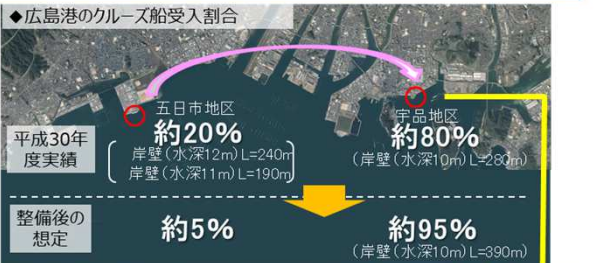 ◆広島港のクルーズ船受入割合
五日市地区
宇品地区
平成30年
度実績
約20%
約80%
岸壁(水深12m)L=240m
岸壁(水深11m)L=190m
(岸壁(水深10m)L=280m)
整備後の
想定
約5%
約95%
(岸壁(水深10m)L=390m)